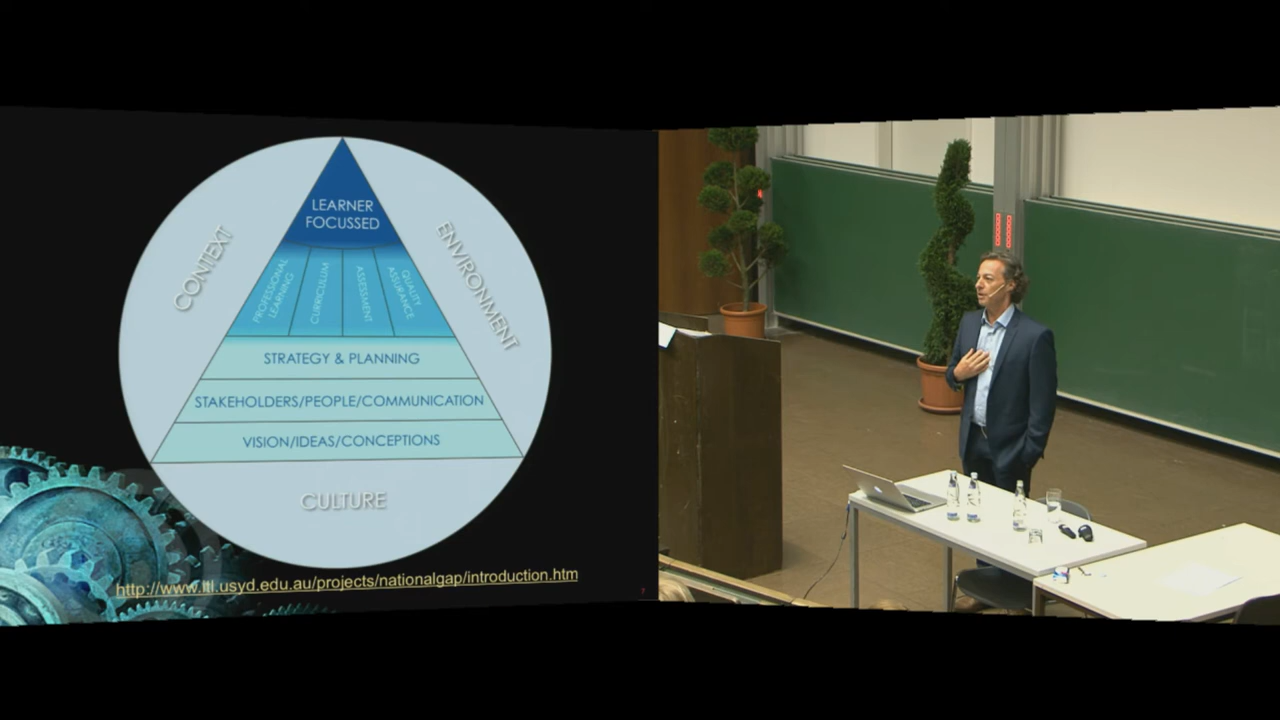 LEARNER
FOCUSSED
CONTEXT
ENVIRONMENT
PROFESSIONAL
LEARNING
CURRICULUM
ASSESSMENT
QUALITY
ASSURANCE
STRATEGY & PLANNING
STAKEHOLDERS/PEOPLE/COMMUNICATION
VISION/IDEAS/CONCEPTIONS
CULTURE
http://www.itl.usyd.edu.au/projects/nationalgap/introduction.htm
7